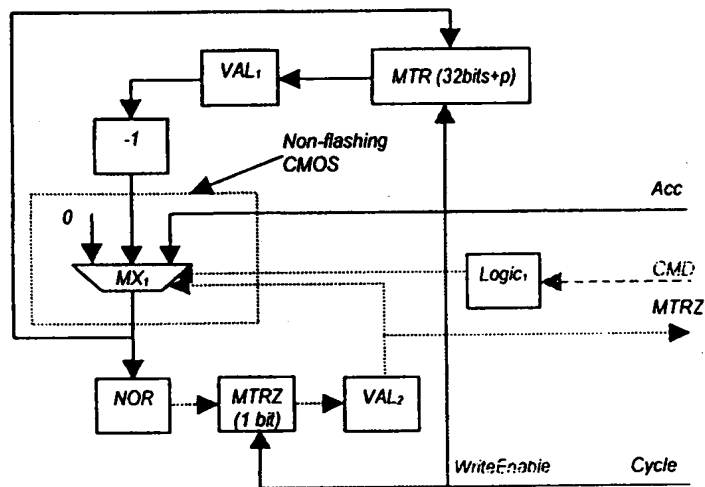 VAL₁
MTR (32bits+p)
-1
Non-flashing
CMOS
Acc
0
MX₁
Logic₁
CMD
MTRZ
NOR
MTRZ
(1 bit)
VAL₂
WriteEnable
Cycle